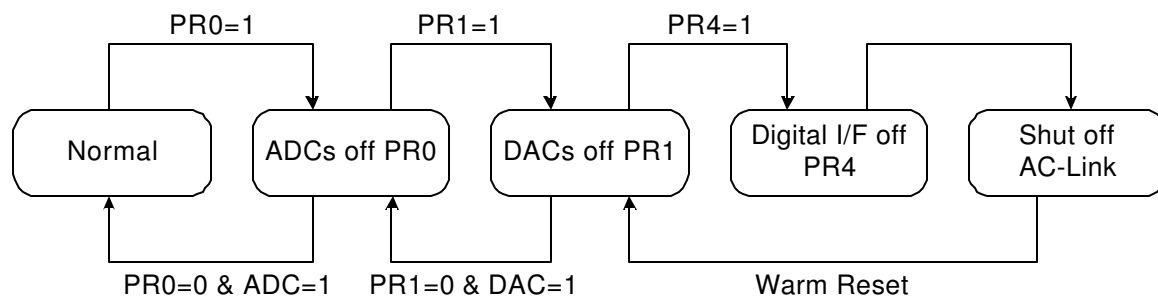 PR0=1
PR1=1
PR4=1
Normal
ADCs off PR0
DACs off PR1
Digital I/F off
PR4
Shut off
AC-Link
PR0=0 & ADC=1
PR1=0 & DAC=1
Warm Reset